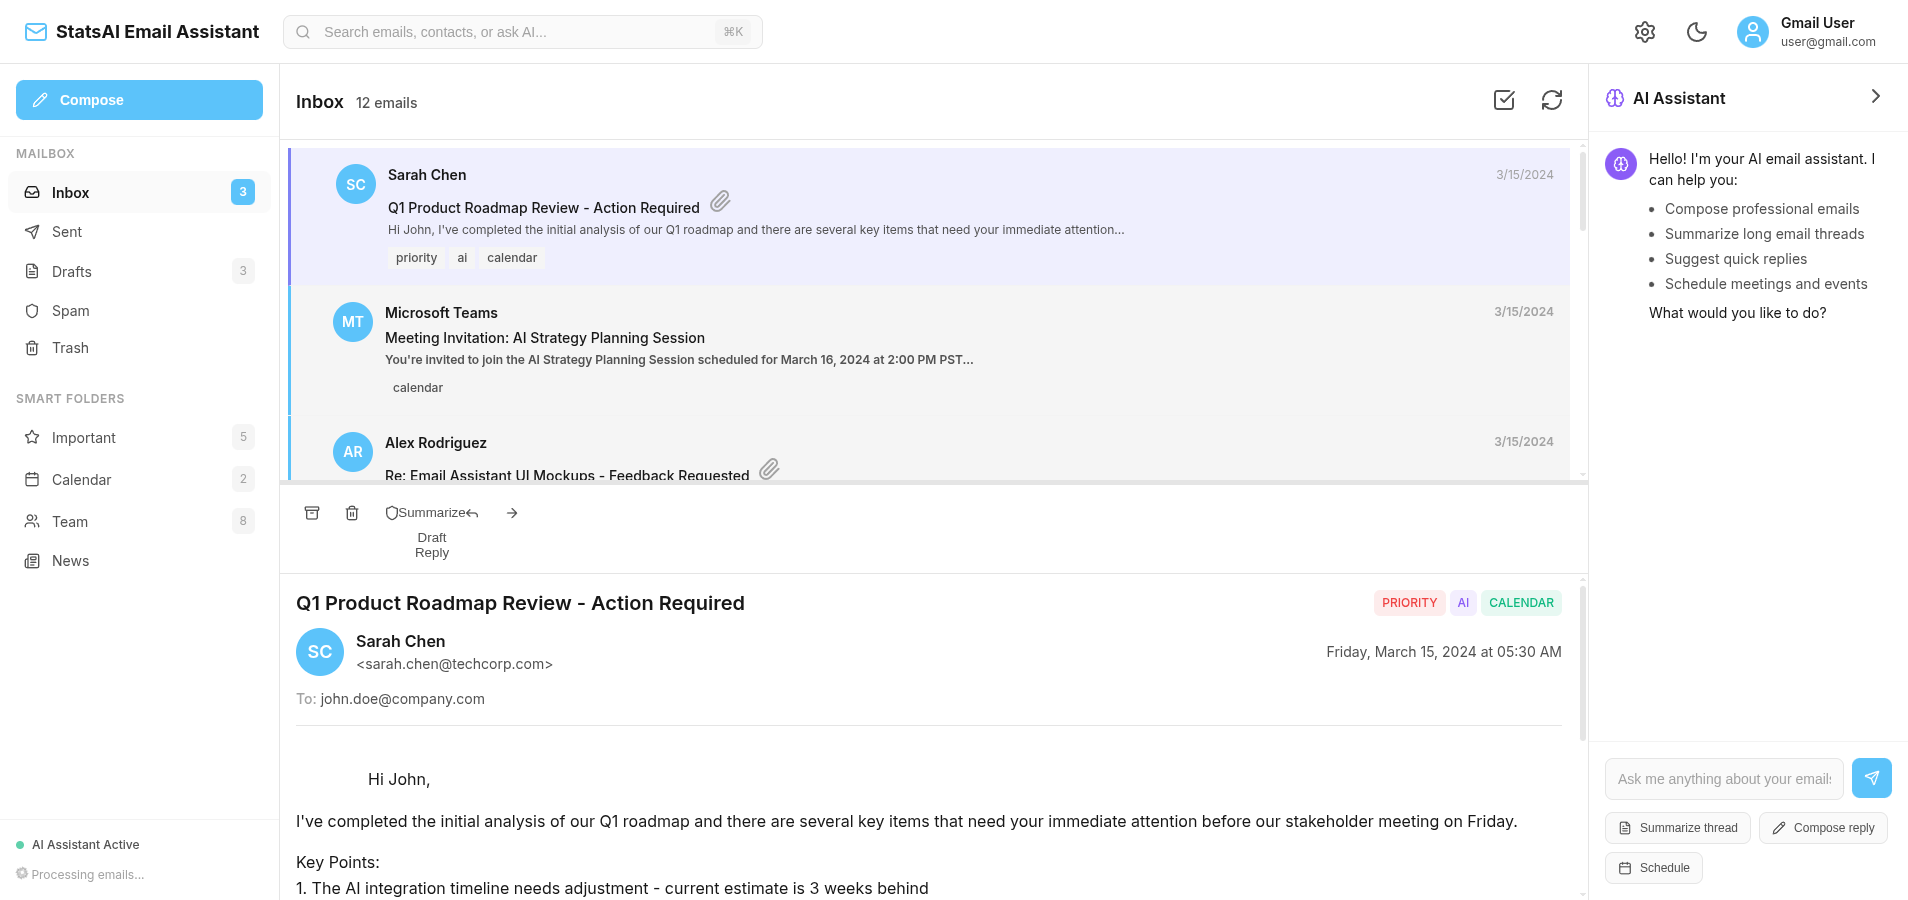 StatsAI Email Assistant
Search emails, contacts, or ask AI...
⌘K
Gmail User
user@gmail.com
Compose
MAILBOX
Inbox 3
Sent
Drafts 3
Spam
Trash
SMART FOLDERS
Important 5
Calendar 2
Team 8
News
AI Assistant Active
Processing emails...
Inbox 12 emails
SC
Sarah Chen
3/15/2024
Q1 Product Roadmap Review - Action Required
Hi John, I've completed the initial analysis of our Q1 roadmap and there are several key items that need your immediate attention...
priority ai calendar
MT
Microsoft Teams
3/15/2024
Meeting Invitation: AI Strategy Planning Session
You're invited to join the AI Strategy Planning Session scheduled for March 16, 2024 at 2:00 PM PST...
calendar
AR
Alex Rodriguez
3/15/2024
Re: Email Assistant UI Mockups - Feedback Requested
Summarize
Draft
Reply
Q1 Product Roadmap Review - Action Required
PRIORITY AI CALENDAR
SC
Sarah Chen
<sarah.chen@techcorp.com>
Friday, March 15, 2024 at 05:30 AM
To: john.doe@company.com
Hi John,
I've completed the initial analysis of our Q1 roadmap and there are several key items that need your immediate attention before our stakeholder meeting on Friday.
Key Points:
1. The AI integration timeline needs adjustment - current estimate is 3 weeks behind
AI Assistant
Hello! I'm your AI email assistant. I
can help you:
• Compose professional emails
• Summarize long email threads
• Suggest quick replies
• Schedule meetings and events
What would you like to do?
Ask me anything about your emails
Summarize thread
Compose reply
Schedule